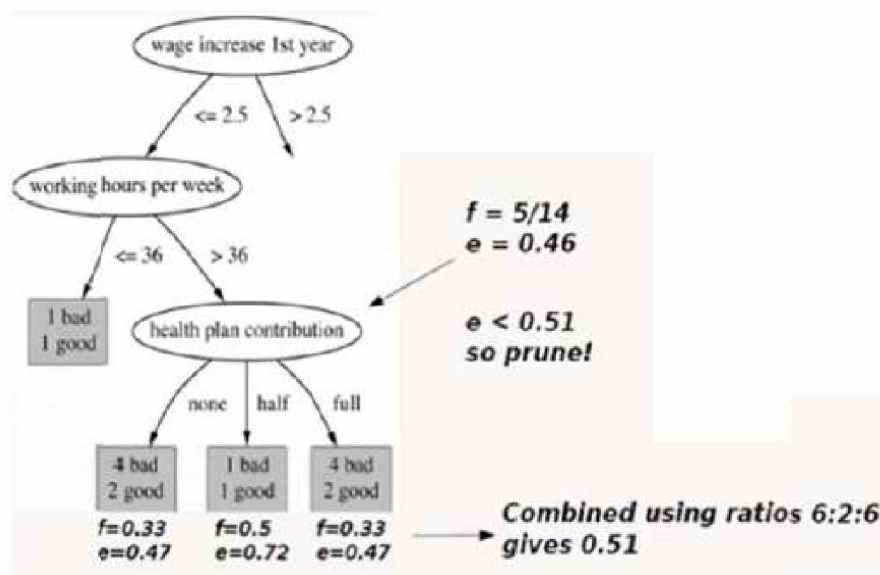 wage increase 1st year
<= 2.5
> 2.5
working hours per week
<= 36
> 36
1 bad
1 good
health plan contribution
f = 5/14
e = 0.46
e < 0.51
so prune!
none
half
full
4 bad
2 good
1 bad
1 good
4 bad
2 good
f=0.33
e=0.47
f=0.5
e=0.72
f=0.33
e=0.47
Combined using ratios 6:2:6
gives 0.51